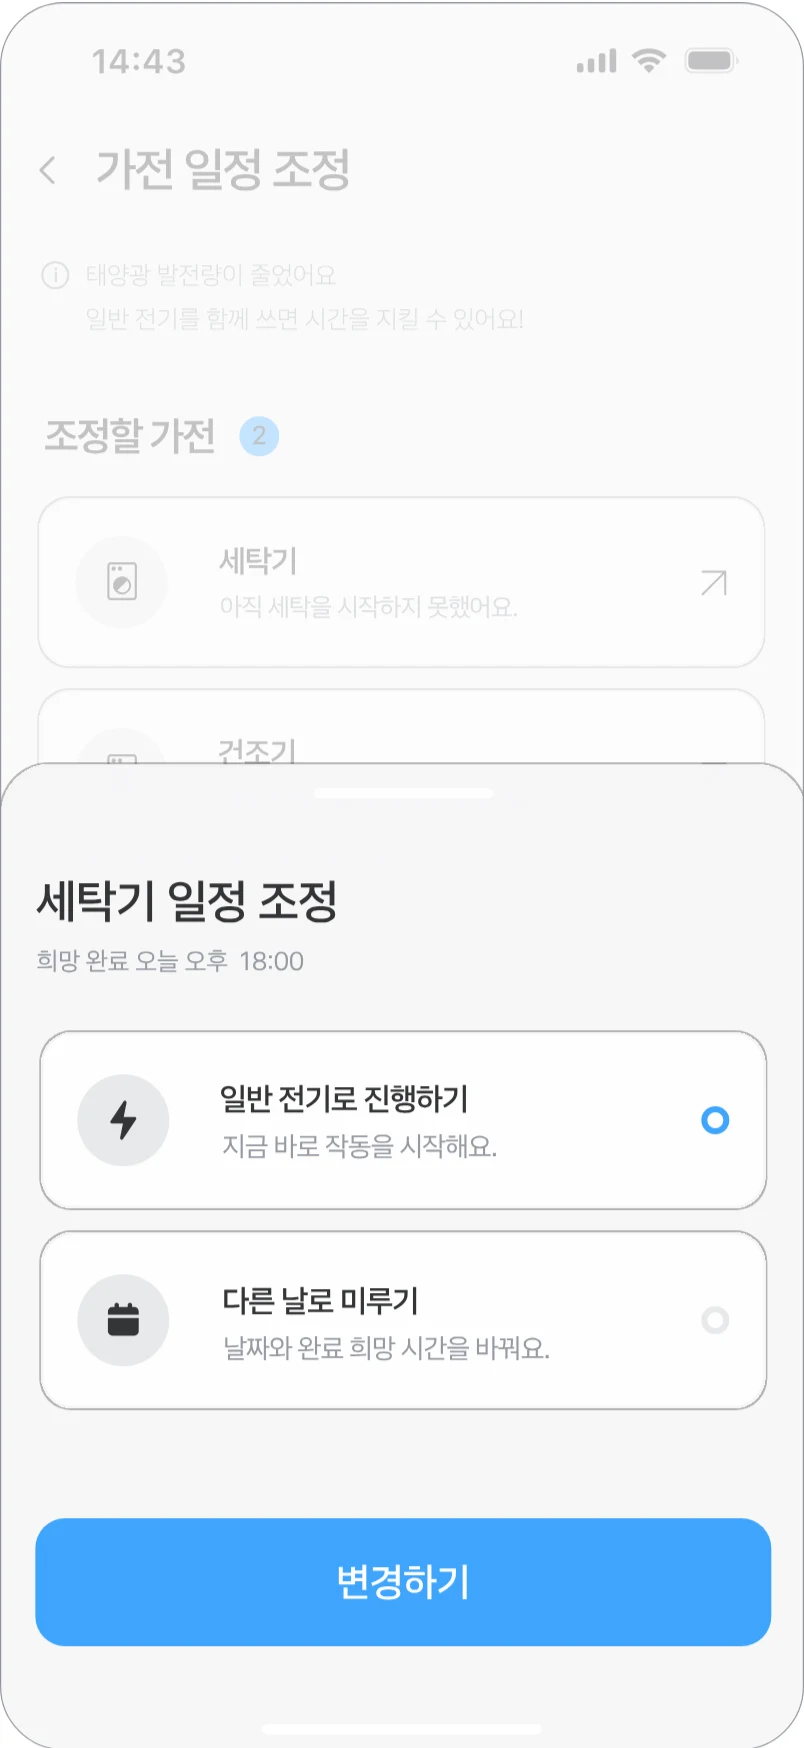 14:43
가전 일정 조정
태양광 발전량이 줄었어요
일반 전기를 함께 쓰면 시간을 지킬 수 있어요!
조정할 가전 2
세탁기
아직 세탁을 시작하지 못했어요.
건조기
세탁기 일정 조정
희망 완료 오늘 오후 18:00
일반 전기로 진행하기
지금 바로 작동을 시작해요.
다른 날로 미루기
날짜와 완료 희망 시간을 바꿔요.
변경하기